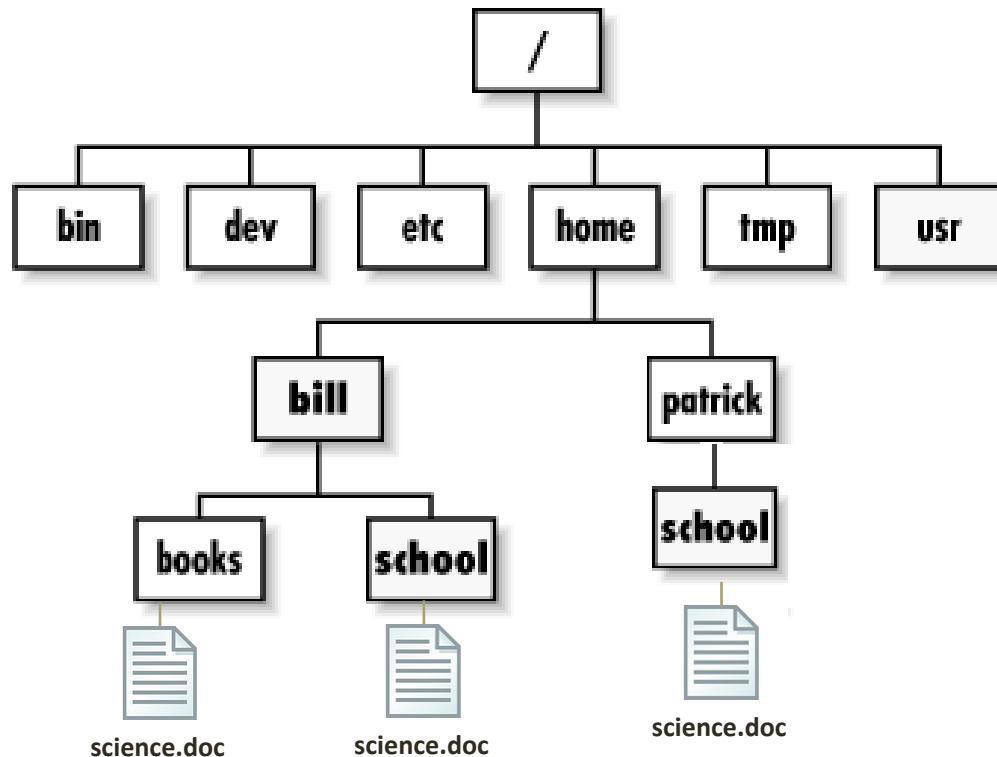 /
bin dev etc home tmp usr
bill patrick
books school school
science.doc science.doc science.doc